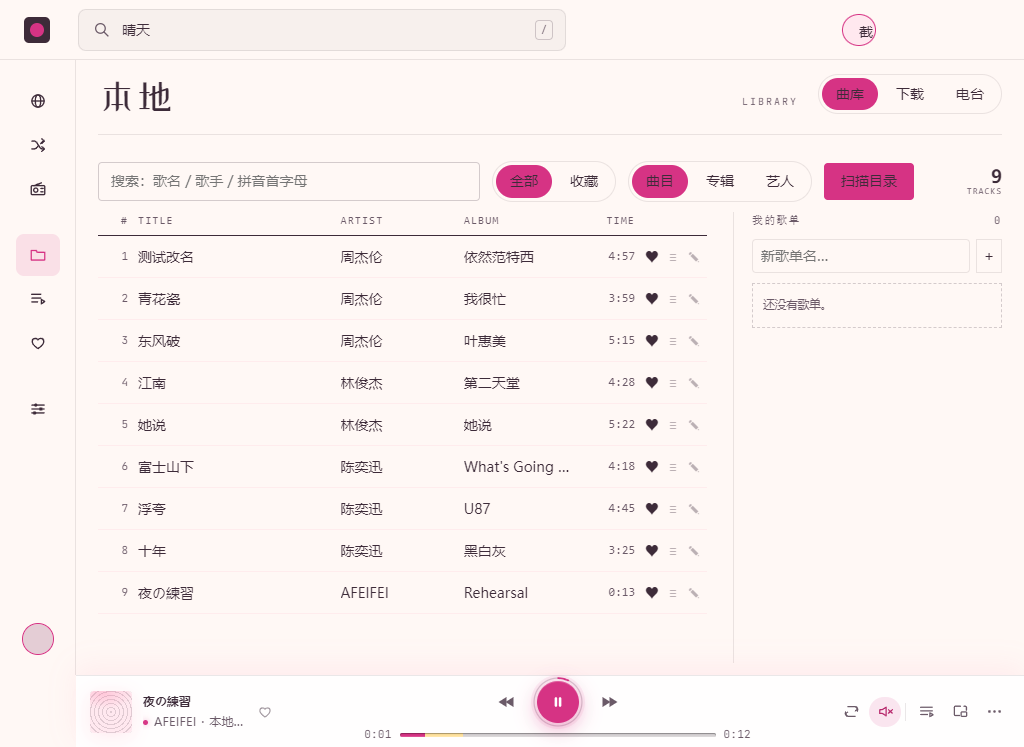 晴天 /
截
本地
LIBRARY 曲库 下载 电台
搜索: 歌名 / 歌手 / 拼音首字母 全部 收藏 曲目 专辑 艺人 扫描目录 9
TRACKS
# TITLE ARTIST ALBUM TIME
1 测试改名 周杰伦 依然范特西 4:57
2 青花瓷 周杰伦 我很忙 3:59
3 东风破 周杰伦 叶惠美 5:15
4 江南 林俊杰 第二天堂 4:28
5 她说 林俊杰 她说 5:22
6 富士山下 陈奕迅 What's Going ... 4:18
7 浮夸 陈奕迅 U87 4:45
8 十年 陈奕迅 黑白灰 3:25
9 夜の練習 AFEIFEI Rehearsal 0:13
我的歌单 0
新歌单名... +
还没有歌单。
夜の練習
AFEIFEI · 本地...
0:01 0:12